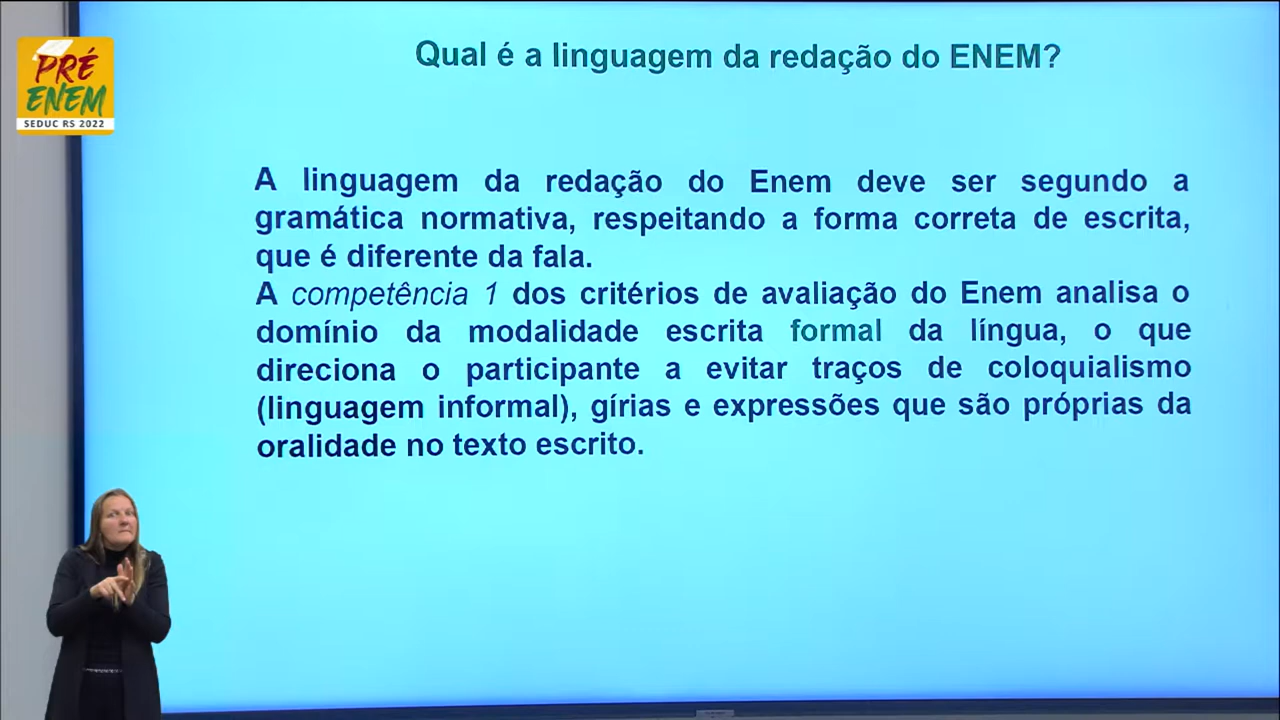 PRÉ
ENEM
SEDUC RS 2022
Qual é a linguagem da redação do ENEM?
A linguagem da redação do Enem deve ser segundo a
gramática normativa, respeitando a forma correta de escrita,
que é diferente da fala.
A competência 1 dos critérios de avaliação do Enem analisa o
domínio da modalidade escrita formal da língua, o que
direciona o participante a evitar traços de coloquialismo
(linguagem informal), gírias e expressões que são próprias da
oralidade no texto escrito.